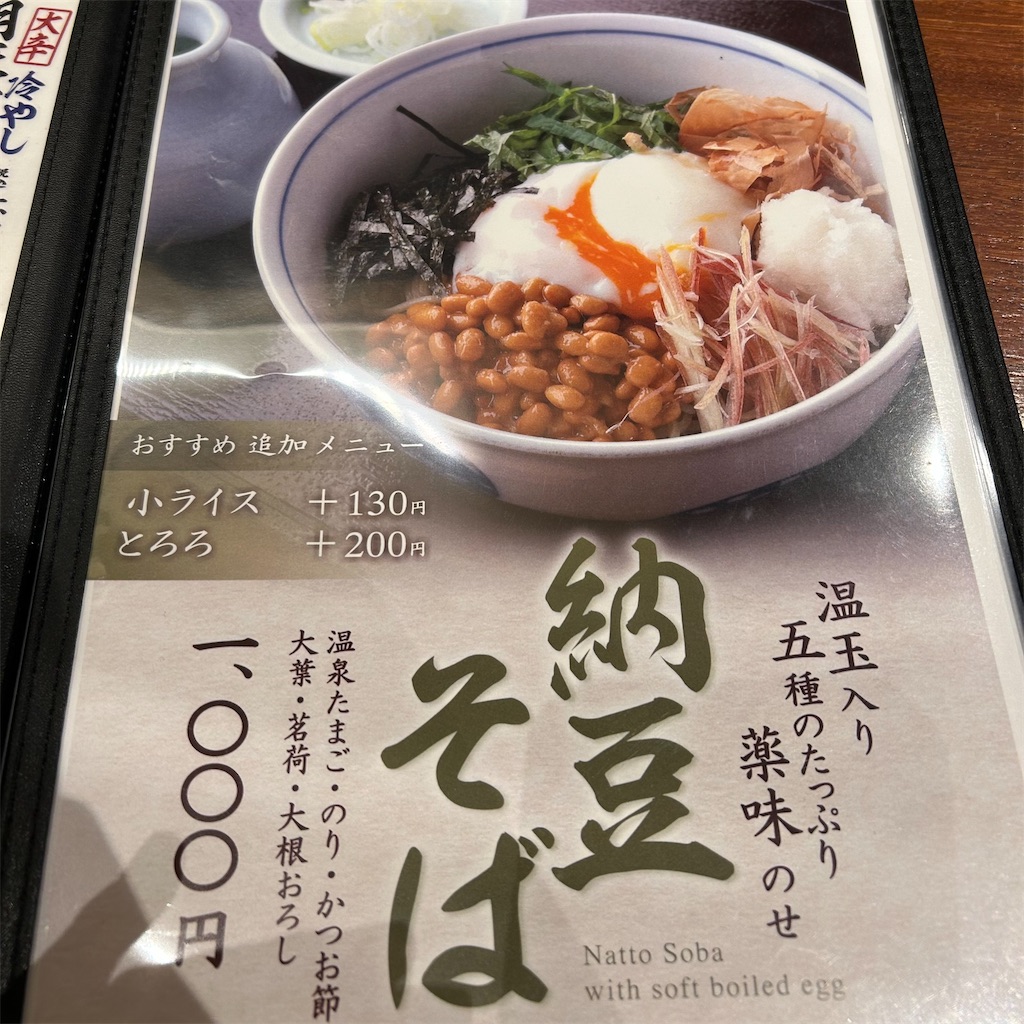 大辛
冷やし
おすすめ 追加メニュー
小ライス ＋130円
とろろ ＋200円
温玉入り
五種のたっぷり
薬味のせ
納豆
そば
Natto Soba
with soft boiled egg
温泉たまご・のり・かつお節
大葉・茗荷・大根おろし
一、〇〇〇円